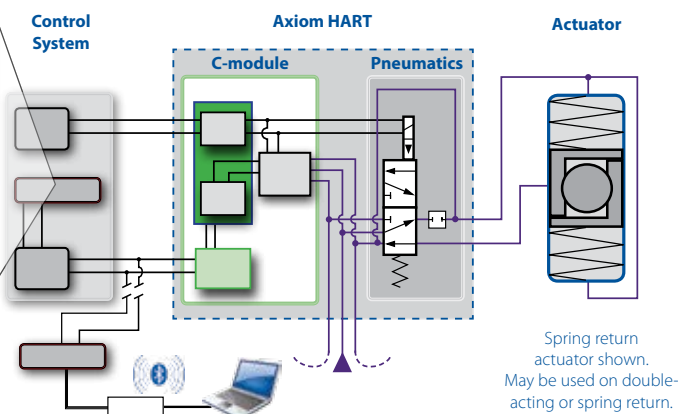 Control
System
Axiom HART
Actuator
C-module
Pneumatics
Spring return
actuator shown.
May be used on double-
acting or spring return.